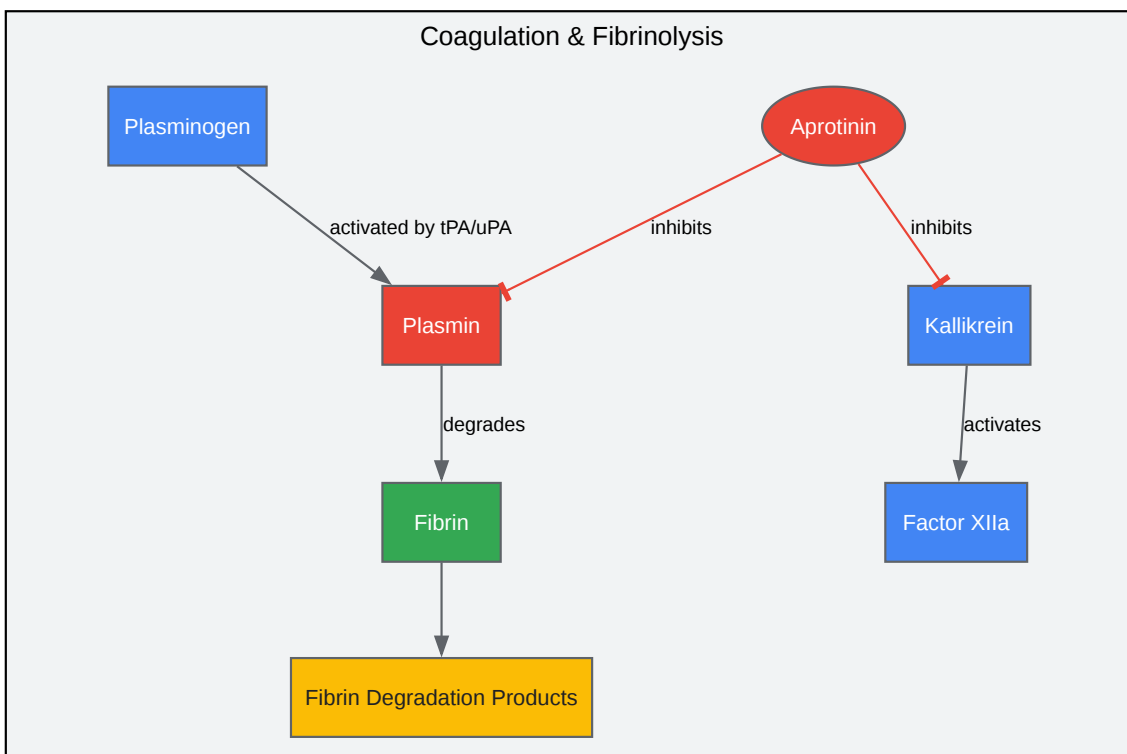 Coagulation & Fibrinolysis
Plasminogen
Aprotinin
activated by tPA/uPA
inhibits
inhibits
Plasmin
Kallikrein
degrades
activates
Fibrin
Factor XIIa
Fibrin Degradation Products